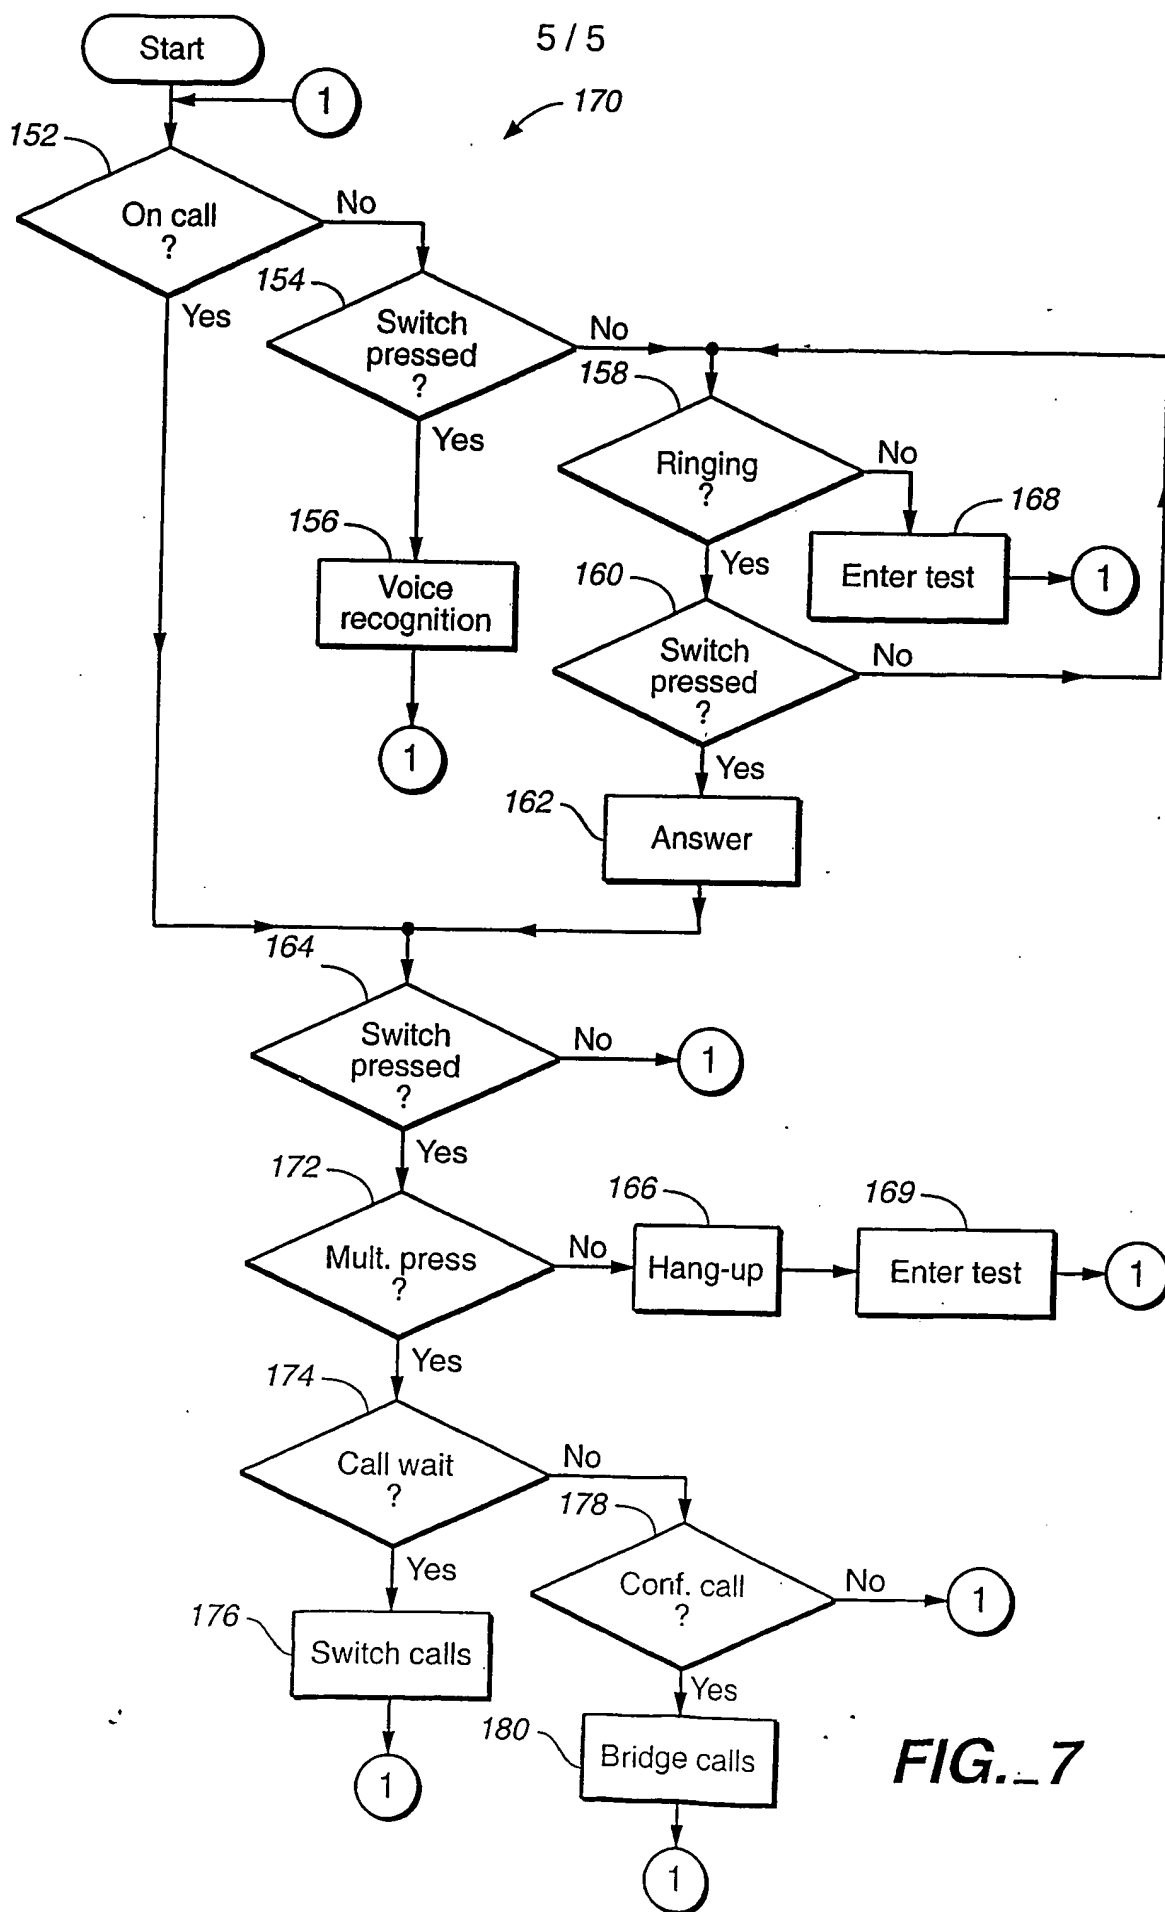 5 / 5
Start
1
170
152
On call
?
No
Yes
154
Switch
pressed
?
No
Yes
158
Ringing
?
No
Yes
168
Enter test
1
156
Voice
recognition
1
160
Switch
pressed
?
No
Yes
162
Answer
164
Switch
pressed
?
No
1
Yes
172
Mult. press
?
No
166
Hang-up
169
Enter test
1
Yes
174
Call wait
?
No
Yes
178
Conf. call
?
No
1
Yes
176
Switch calls
1
180
Bridge calls
1
FIG._7